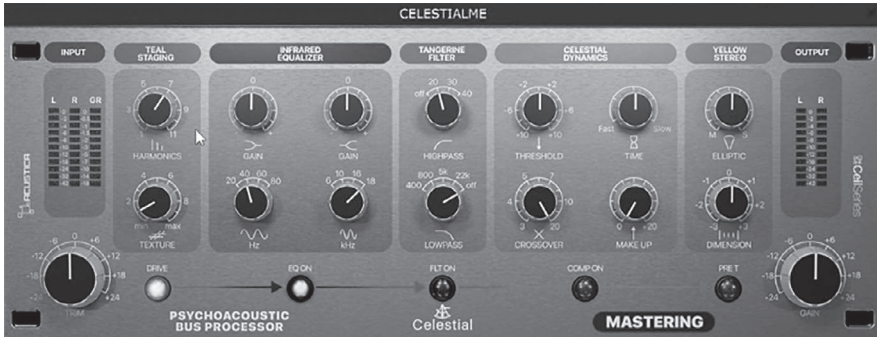 CELESTIALME
INPUT
TEAL
STAGING
INFRARED
EQUALIZER
TANGERINE
FILTER
CELESTIAL
DYNAMICS
YELLOW
STEREO
OUTPUT
L R GR
3 5 7 9 11
HARMONICS
0 - +
GAIN
0 - +
GAIN
off 20 30 40
HIGHPASS
-6 -2 +2 +6 +10 -10
THRESHOLD
Fast Slow
TIME
M S
ELLIPTIC
L R
ACUSTICA
min 2 4 6 8 max
TEXTURE
20 40 60 80
Hz
6 10 16 18
kHz
400 800 5k 22k off
LOWPASS
3 4 5 7 10 20
CROSSOVER
0 +20
MAKE UP
-3 -2 -1 0 +1 +2 +3
DIMENSION
CeilSeries
-24 -18 -12 -6 0 +6 +12 +18 +24
TRIM
DRIVE
EQ ON
FLT ON
COMP ON
PRE T
-24 -18 -12 -6 0 +6 +12 +18 +24
GAIN
PSYCHOACOUSTIC
BUS PROCESSOR
Celestial
MASTERING